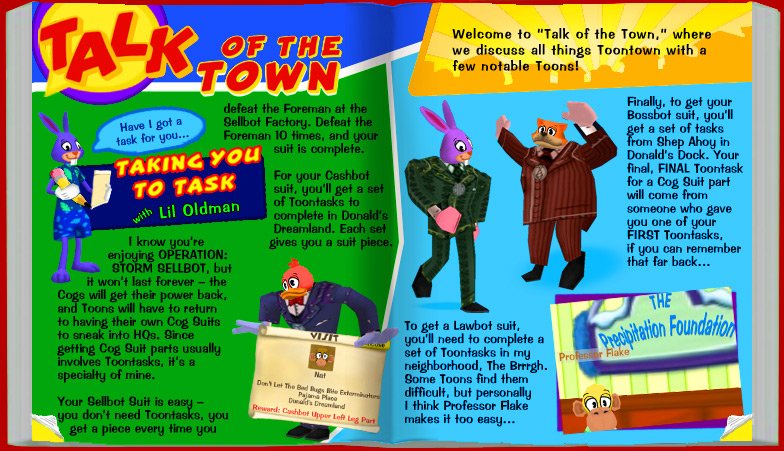 TALK
OF THE
TOWN
Welcome to "Talk of the Town," where
we discuss all things Toontown with a
few notable Toons!
Have I got a
task for you...
TAKING YOU
TO TASK
with Lil Oldman
I know you're
enjoying OPERATION:
STORM SELLBOT, but
it won't last forever – the
Cogs will get their power back,
and Toons will have to return
to having their own Cog Suits
to sneak into HQs. Since
getting Cog Suit parts usually
involves Toontasks, it's a
specialty of mine.
Your Sellbot Suit is easy –
you don't need Toontasks, you
get a piece every time you
defeat the Foreman at the
Sellbot Factory. Defeat the
Foreman 10 times, and your
suit is complete.
For your Cashbot
suit, you'll get a set
of Toontasks to
complete in Donald's
Dreamland. Each set
gives you a suit piece.
VISIT
Nat
Don't Let The Bed Bugs Bite Exterminators
Pajama Place
Donald's Dreamland
Reward: Cashbot Upper Left Leg Part
To get a Lawbot suit,
you'll need to complete a
set of Toontasks in my
neighborhood, The Brrrgh.
Some Toons find them
difficult, but personally
I think Professor Flake
makes it too easy...
Finally, to get your
Bossbot suit, you'll
get a set of tasks
from Shep Ahoy in
Donald's Dock. Your
final, FINAL Toontask
for a Cog Suit part
will come from
someone who gave
you one of your
FIRST Toontasks,
if you can remember
that far back...
THE
Precipitation Foundation
Professor Flake